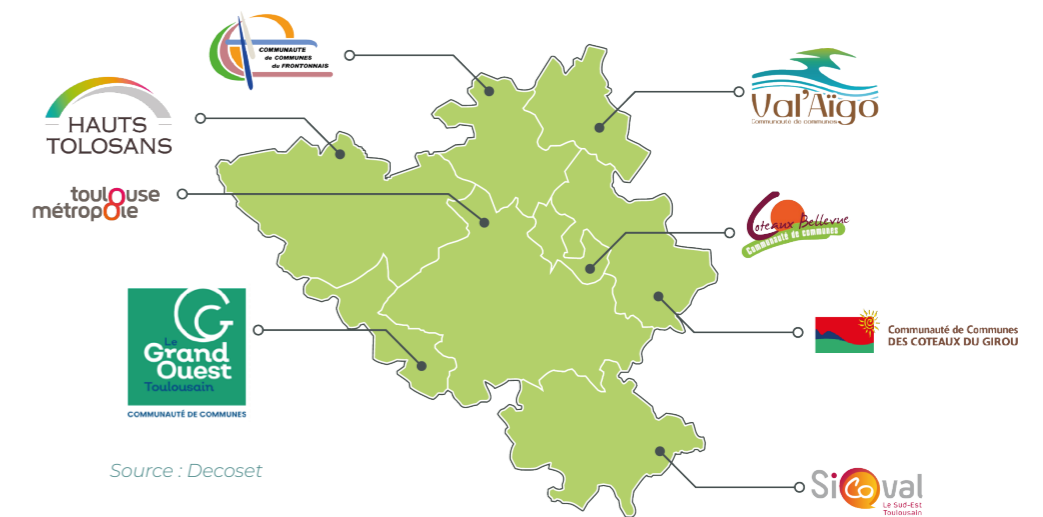 COMMUNAUTE
de COMMUNES
du FRONTONNAIS
HAUTS
TOLOSANS
toulouse
métropole
Val'Aïgo
Communauté de communes
Coteaux Bellevue
Communauté de communes
Le
Grand
Ouest
Toulousain
COMMUNAUTÉ DE COMMUNES
Communauté de Communes
DES COTEAUX DU GIROU
Sicoval
Le Sud-Est
Toulousain
Source : Decoset